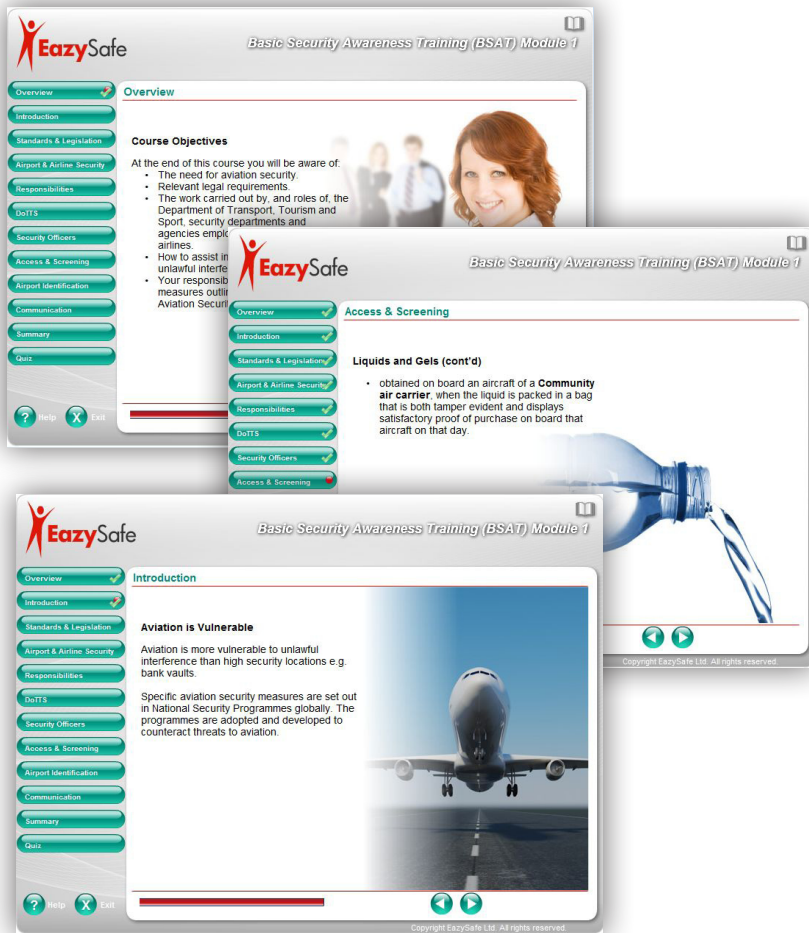 EazySafe
Basic Security Awareness Training (BSAT) Module 1
Overview
Introduction
Standards & Legislation
Airport & Airline Security
Responsibilities
DoTTS
Security Officers
Access & Screening
Airport Identification
Communication
Summary
Quiz
? Help X Exit
Overview
Course Objectives
At the end of this course you will be aware of:
• The need for aviation security.
• Relevant legal requirements.
• The work carried out by, and roles of, the
Department of Transport, Tourism and
Sport, security departments and
agencies emplo
airlines.
• How to assist in
unlawful interfe
• Your responsib
measures outli
Aviation Securi
EazySafe
Basic Security Awareness Training (BSAT) Module 1
Overview
Introduction
Standards & Legislation
Airport & Airline Security
Responsibilities
DoTTS
Security Officers
Access & Screening
Access & Screening
Liquids and Gels (cont'd)
• obtained on board an aircraft of a Community
air carrier, when the liquid is packed in a bag
that is both tamper evident and displays
satisfactory proof of purchase on board that
aircraft on that day.
Copyright EazySafe Ltd. All rights reserved.
EazySafe
Basic Security Awareness Training (BSAT) Module 1
Overview
Introduction
Standards & Legislation
Airport & Airline Security
Responsibilities
DoTTS
Security Officers
Access & Screening
Airport Identification
Communication
Summary
Quiz
? Help X Exit
Introduction
Aviation is Vulnerable
Aviation is more vulnerable to unlawful
interference than high security locations e.g.
bank vaults.
Specific aviation security measures are set out
in National Security Programmes globally. The
programmes are adopted and developed to
counteract threats to aviation.
Copyright EazySafe Ltd. All rights reserved.